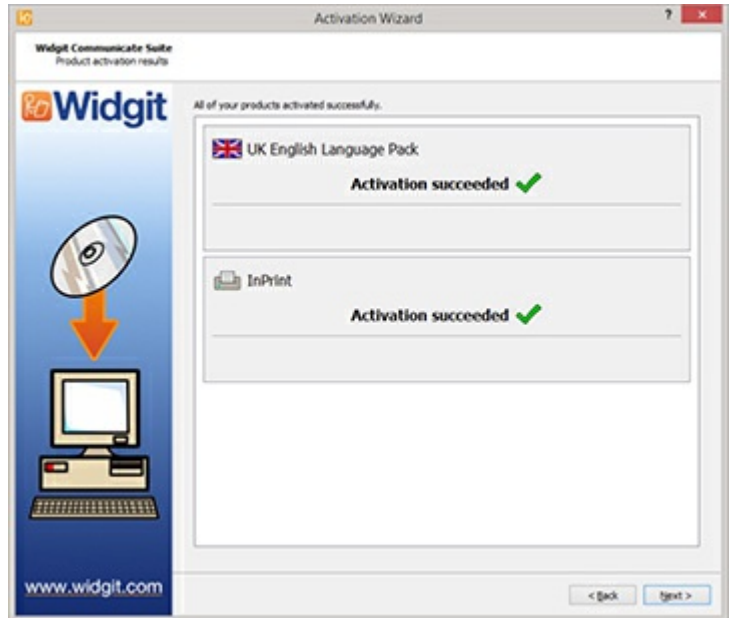 Activation Wizard
?
Widgit Communicate Suite
Product activation results
Widgit
All of your products activated successfully.
UK English Language Pack
Activation succeeded
InPrint
Activation succeeded
www.widgit.com
< Back
Next >